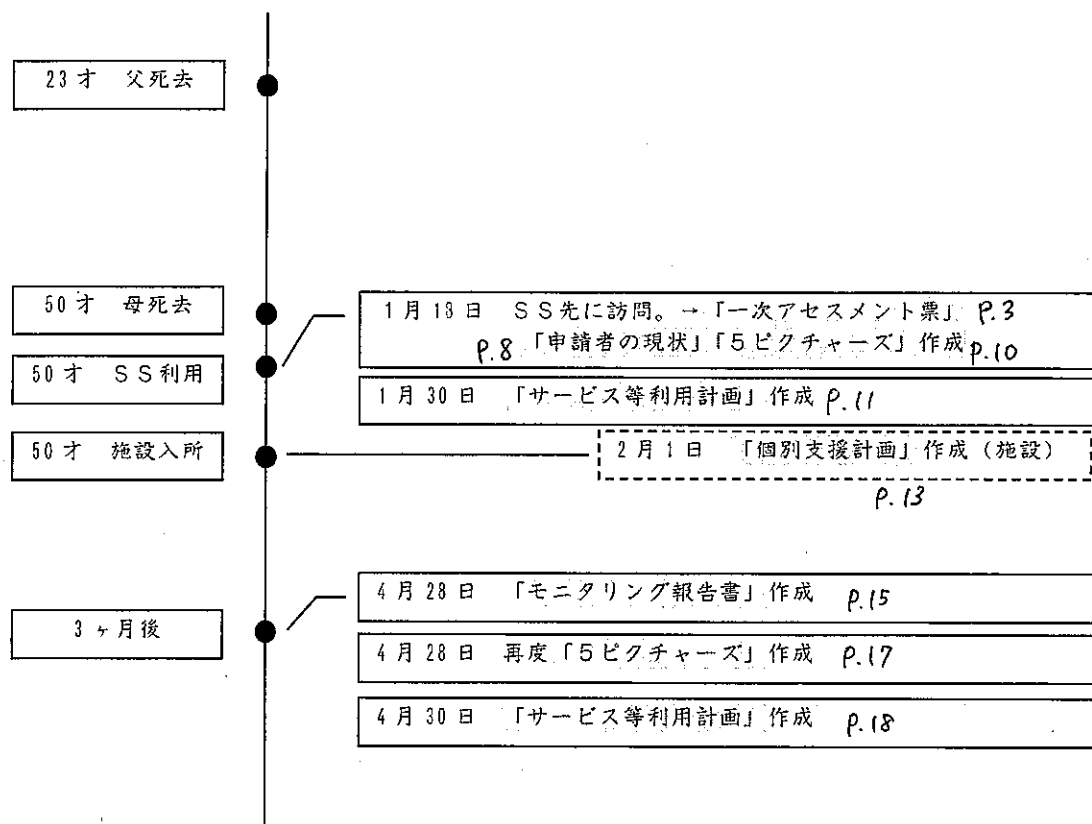 23才 父死去
50才 母死去
1月13日 SS先に訪問。→「一次アセスメント票」 P.3
P.8 「申請者の現状」「5ピクチャーズ」作成 P.10
50才 SS利用
1月30日 「サービス等利用計画」作成 P.11
50才 施設入所
2月1日 「個別支援計画」作成(施設)
P.13
4月28日 「モニタリング報告書」作成 P.15
3ヶ月後
4月28日 再度「5ピクチャーズ」作成 P.17
4月30日 「サービス等利用計画」作成 P.18